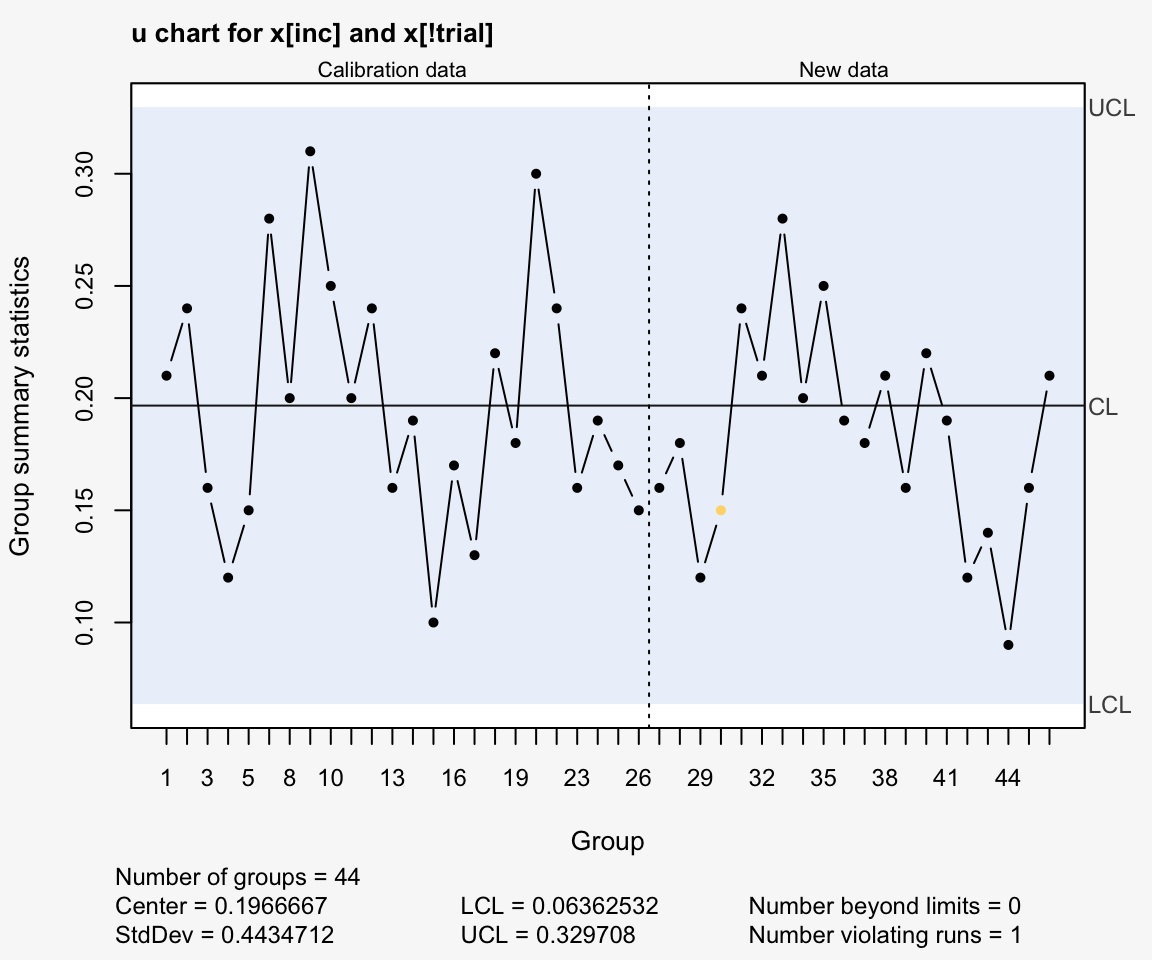 u chart for x[inc] and x[!trial]
Calibration data New data
UCL
CL
LCL
Group summary statistics
0.30
0.25
0.20
0.15
0.10
1 3 5 8 10 13 16 19 23 26 29 32 35 38 41 44
Group
Number of groups = 44
Center = 0.1966667 LCL = 0.06362532 Number beyond limits = 0
StdDev = 0.4434712 UCL = 0.329708 Number violating runs = 1